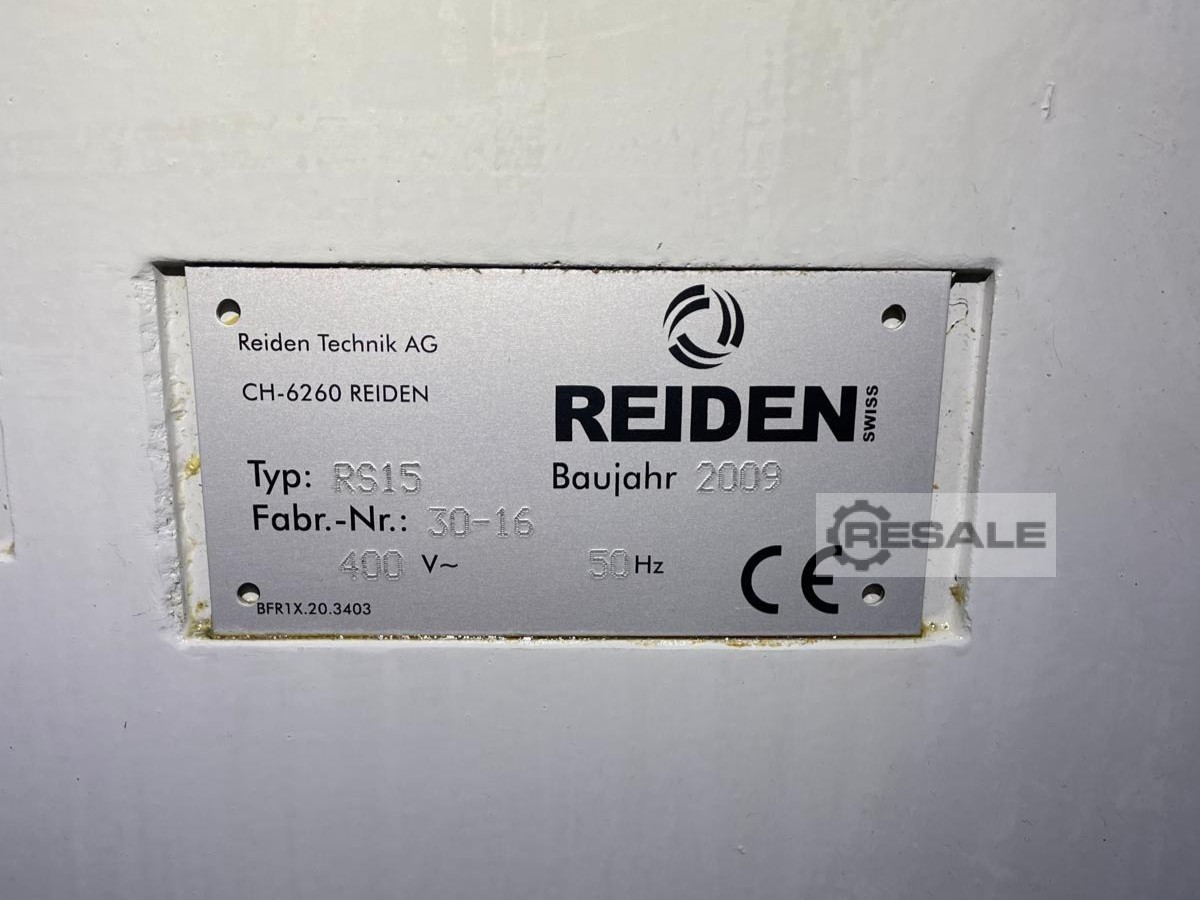 Reiden Technik AG
CH-6260 REIDEN
REIDEN SWISS
Typ: RS15
Baujahr 2009
Fabr.-Nr.: 30-16
400 V~
50 Hz
CE
BFR1X.20.3403
RESALE